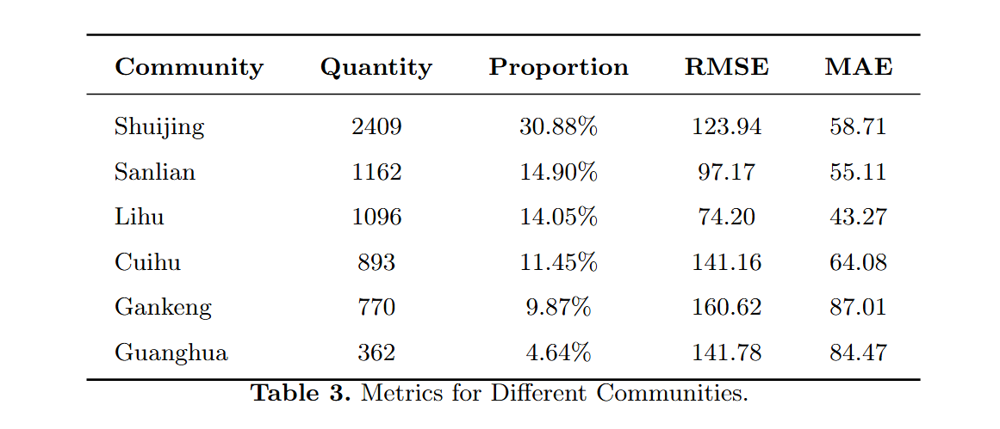 Community Quantity Proportion RMSE MAE
Shuijing 2409 30.88% 123.94 58.71
Sanlian 1162 14.90% 97.17 55.11
Lihu 1096 14.05% 74.20 43.27
Cuihu 893 11.45% 141.16 64.08
Gankeng 770 9.87% 160.62 87.01
Guanghua 362 4.64% 141.78 84.47
Table 3. Metrics for Different Communities.